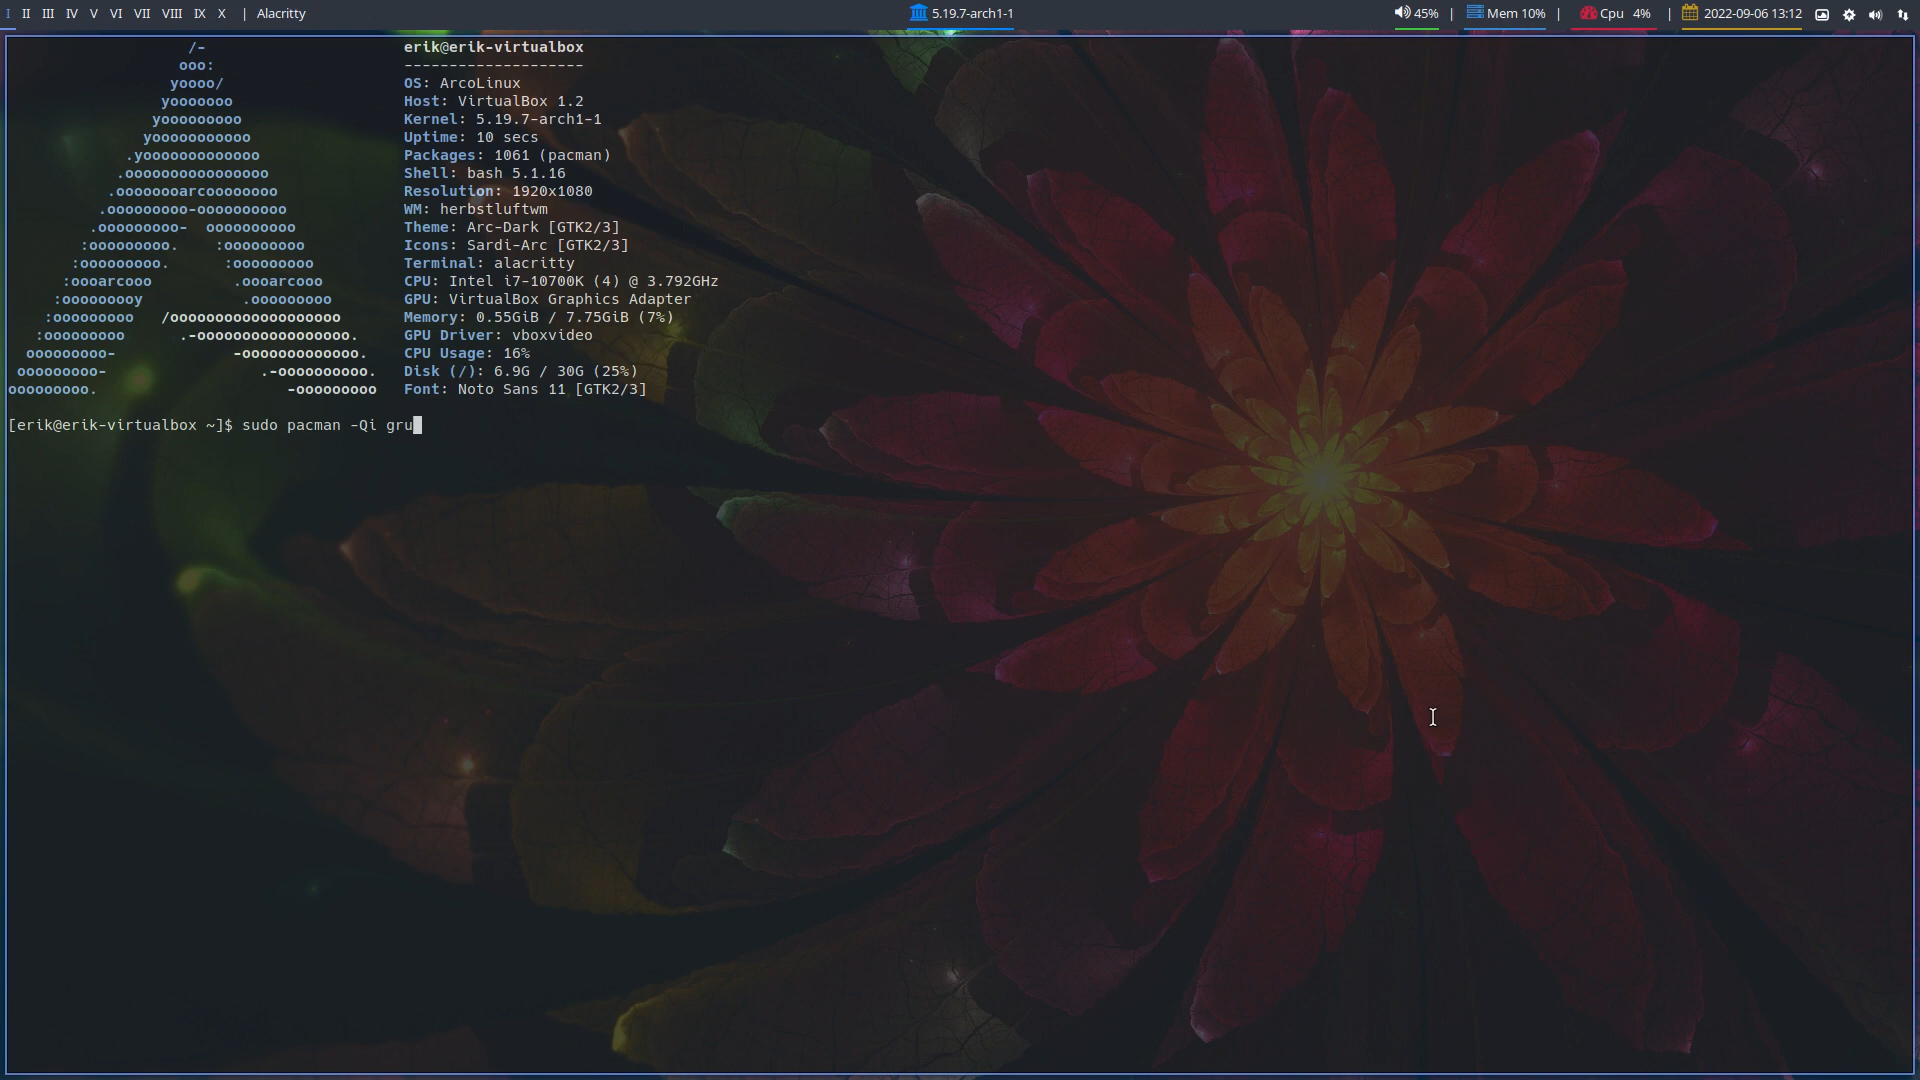 I II III IV V VI VII VIII IX X | Alacritty 5.19.7-arch1-1 45% | Mem 10% | Cpu 4% | 2022-09-06 13:12
/-
ooo:
yoooo/
yooooooo
yooooooooo
yooooooooooo
.yooooooooooooo
.oooooooooooooooo
.oooooooarcoooooooo
.ooooooooo-oooooooooo
.ooooooooo-  oooooooooo
:ooooooooo.    :ooooooooo
:ooooooooo.      :ooooooooo
:oooarcooo         .oooarcooo
:ooooooooy           .ooooooooo
:ooooooooo   /ooooooooooooooooooo
:ooooooooo      .-ooooooooooooooooo.
ooooooooo-             -ooooooooooooo.
ooooooooo-                 .-oooooooooo.
ooooooooo.                     -ooooooooo
erik@erik-virtualbox
--------------------
OS: ArcoLinux
Host: VirtualBox 1.2
Kernel: 5.19.7-arch1-1
Uptime: 10 secs
Packages: 1061 (pacman)
Shell: bash 5.1.16
Resolution: 1920x1080
WM: herbstluftwm
Theme: Arc-Dark [GTK2/3]
Icons: Sardi-Arc [GTK2/3]
Terminal: alacritty
CPU: Intel i7-10700K (4) @ 3.792GHz
GPU: VirtualBox Graphics Adapter
Memory: 0.55GiB / 7.75GiB (7%)
GPU Driver: vboxvideo
CPU Usage: 16%
Disk (/): 6.9G / 30G (25%)
Font: Noto Sans 11 [GTK2/3]
[erik@erik-virtualbox ~]$ sudo pacman -Qi gru